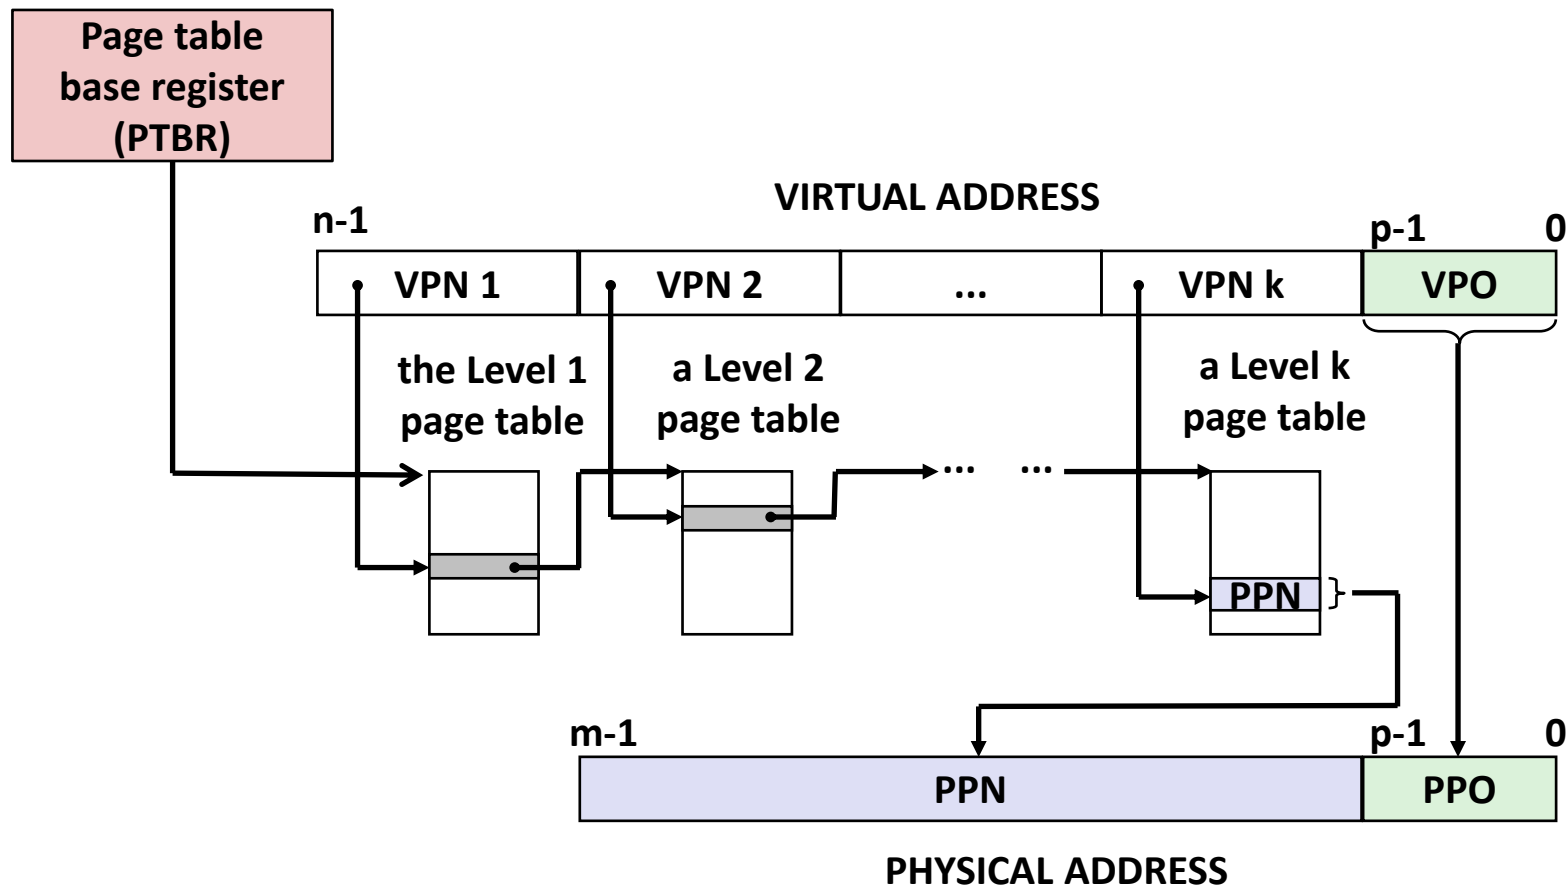 Page table
base register
(PTBR)
VIRTUAL ADDRESS
n-1
p-1
0
VPN 1
VPN 2
...
VPN k
VPO
the Level 1
page table
a Level 2
page table
a Level k
page table
...
...
PPN
m-1
p-1
0
PPN
PPO
PHYSICAL ADDRESS